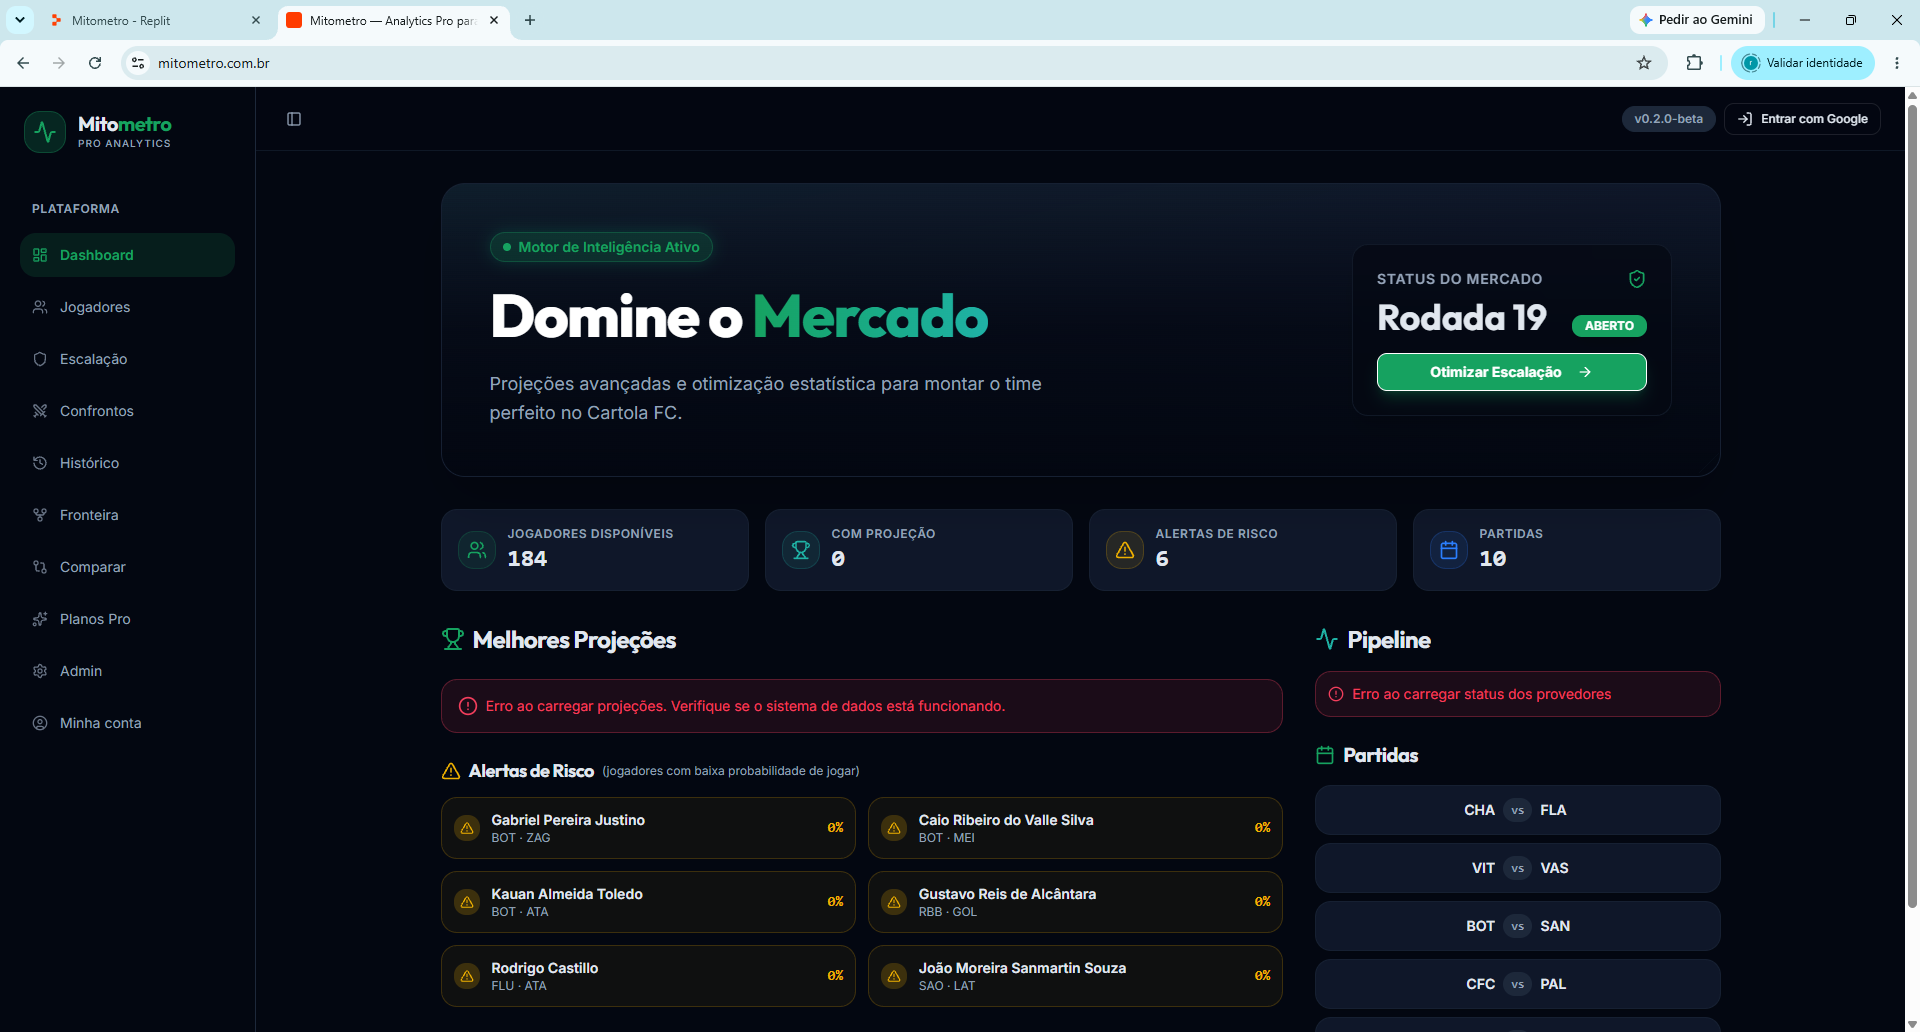 Mitometro - Replit
Mitometro — Analytics Pro para
Pedir ao Gemini
mitometro.com.br
Validar identidade
Mitometro
PRO ANALYTICS
v0.2.0-beta
Entrar com Google
PLATAFORMA
Dashboard
Jogadores
Escalação
Confrontos
Histórico
Fronteira
Comparar
Planos Pro
Admin
Minha conta
Motor de Inteligência Ativo
Domine o Mercado
Projeções avançadas e otimização estatística para montar o time
perfeito no Cartola FC.
STATUS DO MERCADO
Rodada 19
ABERTO
Otimizar Escalação
JOGADORES DISPONÍVEIS
184
COM PROJEÇÃO
0
ALERTAS DE RISCO
6
PARTIDAS
10
Melhores Projeções
Erro ao carregar projeções. Verifique se o sistema de dados está funcionando.
Alertas de Risco (jogadores com baixa probabilidade de jogar)
Gabriel Pereira Justino
BOT · ZAG
0%
Caio Ribeiro do Valle Silva
BOT · MEI
0%
Kauan Almeida Toledo
BOT · ATA
0%
Gustavo Reis de Alcântara
RBB · GOL
0%
Rodrigo Castillo
FLU · ATA
0%
João Moreira Sanmartin Souza
SAO · LAT
0%
Pipeline
Erro ao carregar status dos provedores
Partidas
CHA vs FLA
VIT vs VAS
BOT vs SAN
CFC vs PAL